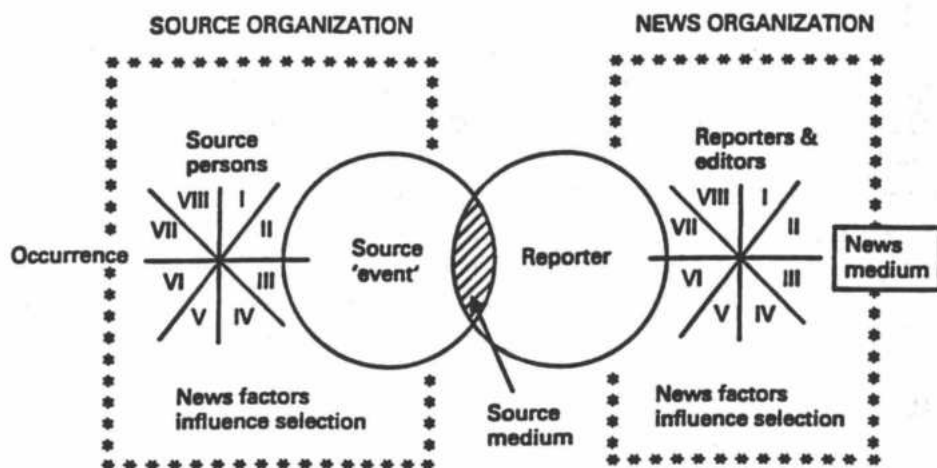 SOURCE ORGANIZATION
NEWS ORGANIZATION
Source
persons
VIII I
VII II
Occurrence
VI III
V IV
Source
'event'
Reporter
Reporters &
editors
VIII I
VII II
VI III
V IV
News
medium
News factors
influence selection
Source
medium
News factors
influence selection